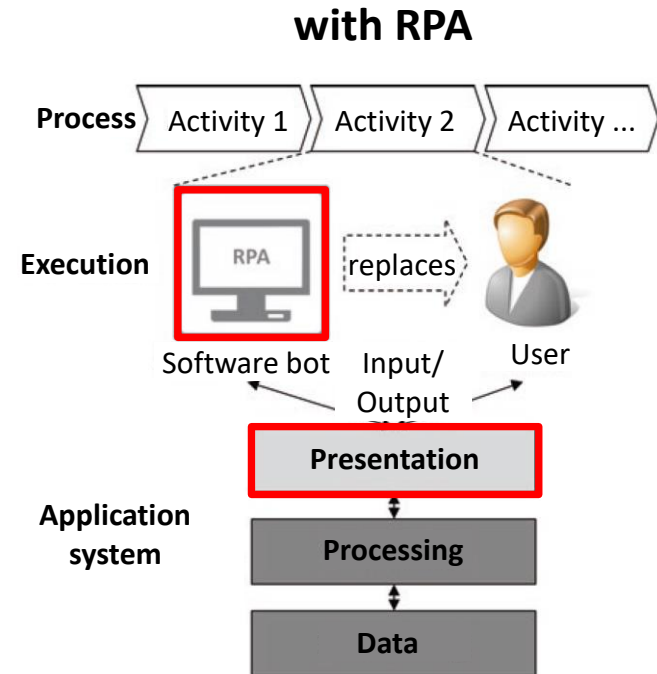 with RPA
Process Activity 1 Activity 2 Activity ...
Execution RPA replaces
Software bot Input/ User
Output
Presentation
Application
system
Processing
Data